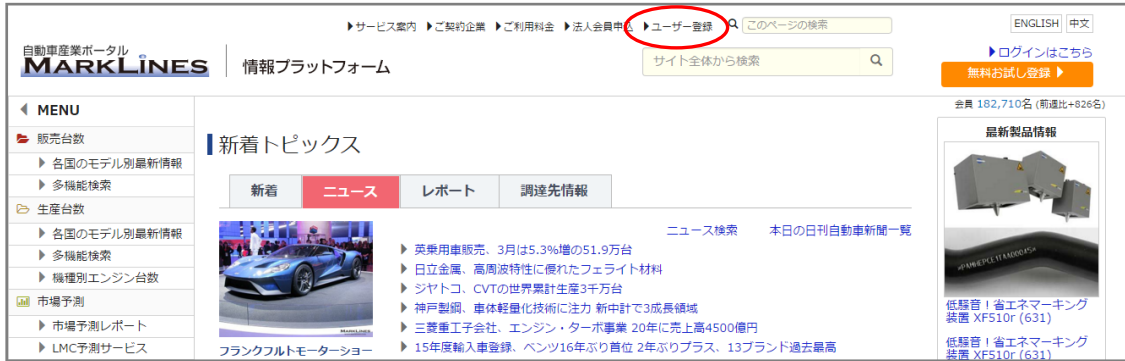 ▶サービス案内 ▶ご契約企業 ▶ご利用料金 ▶法人会員申込 ▶ユーザー登録 このページの検索
ENGLISH 中文
自動車産業ポータル
MARKLINES 情報プラットフォーム
サイト全体から検索
▶ログインはこちら
無料お試し登録 ▶
会員 182,710名 (前週比+826名)
MENU
販売台数
▶ 各国のモデル別最新情報
▶ 多機能検索
生産台数
▶ 各国のモデル別最新情報
▶ 多機能検索
▶ 機種別エンジン台数
市場予測
▶ 市場予測レポート
▶ LMC予測サービス
新着トピックス
新着 ニュース レポート 調達先情報
ニュース検索 本日の日刊自動車新聞一覧
▶ 英乗用車販売、3月は5.3%増の51.9万台
▶ 日立金属、高周波特性に優れたフェライト材料
▶ ジヤトコ、CVTの世界累計生産3千万台
▶ 神戸製鋼、車体軽量化技術に注力 新中計で3成長領域
▶ 三菱重工子会社、エンジン・ターボ事業 20年に売上高4500億円
▶ 15年度輸入車登録、ベンツ16年ぶり首位 2年ぶりプラス、13ブランド過去最高
MARKLINES
フランクフルトモーターショー
最新製品情報
*PAMHEPCLITAA00045*
低騒音！省エネマーキング
装置 XF510r (631)
低騒音！省エネマーキング
装置 XF510r (631)